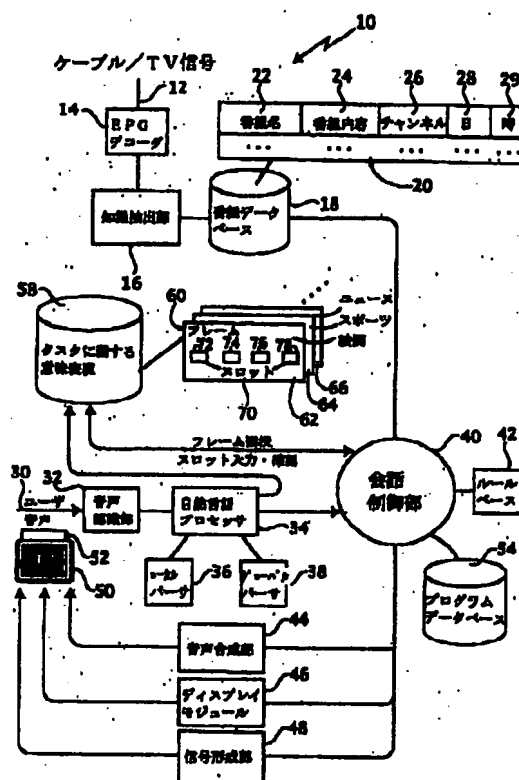 10
ケーブル/TV信号
12
14
EPG
デコーダ
22
24
26
28
29
番組名
番組内容
チャンネル
日
時
...
...
...
...
20
知識抽出部
16
番組データ
ベース
18
58
タスクに関する
意味表現
60
ニュース
スポーツ
映画
フレーム
72
74
76
78
スロット
70
62
64
66
フレーム選択
スロット入力・確認
40
会話
制御部
42
ルール
ベース
30
ユーザ
音声
32
音声
認識部
自然言語
プロセッサ
34
52
50
36
パーサ
38
パーサ
54
プログラム
データベース
44
音声合成部
46
ディスプレイ
モジュール
48
信号形成部